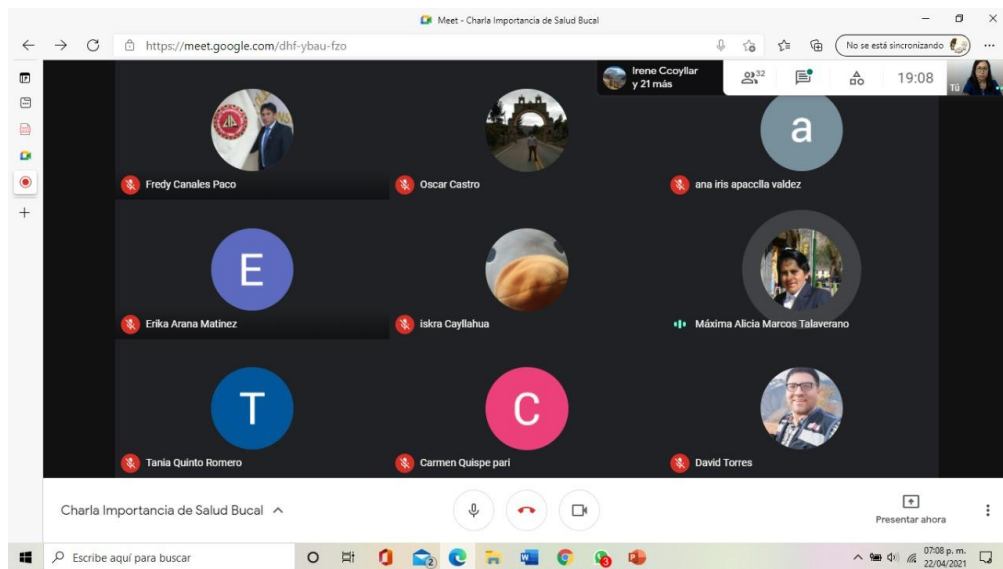 Meet - Charla Importancia de Salud Bucal
https://meet.google.com/dhf-ybau-fzo
No se está sincronizando
Irene Ccoyllar
y 21 más
32
19:08
Tú
Fredy Canales Paco
Oscar Castro
a
ana iris apacclla valdez
E
Erika Arana Matinez
iskra Cayllahua
Máxima Alicia Marcos Talaverano
T
Tania Quinto Romero
C
Carmen Quispe pari
David Torres
Charla Importancia de Salud Bucal
Presentar ahora
Escribe aquí para buscar
2
3
07:08 p. m.
22/04/2021